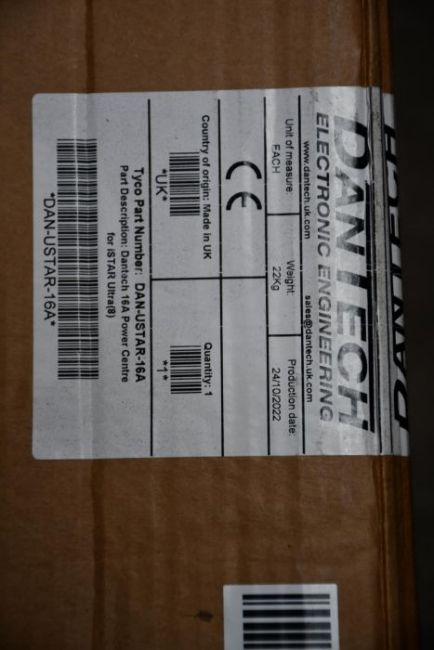 DANTECH
ELECTRONIC ENGINEERING
www.dantech.uk.com
sales@dantech.uk.com
Unit of measure:
EACH
Weight:
22Kg
Production date:
24/10/2022
CE
Country of origin: Made in UK
*UK*
Quantity: 1
*1*
Tyco Part Number: DAN-USTAR-16A
Part Description: Dantech 16A Power Centre
for iSTAR Ultra(8)
*DAN-USTAR-16A*
DANTECH